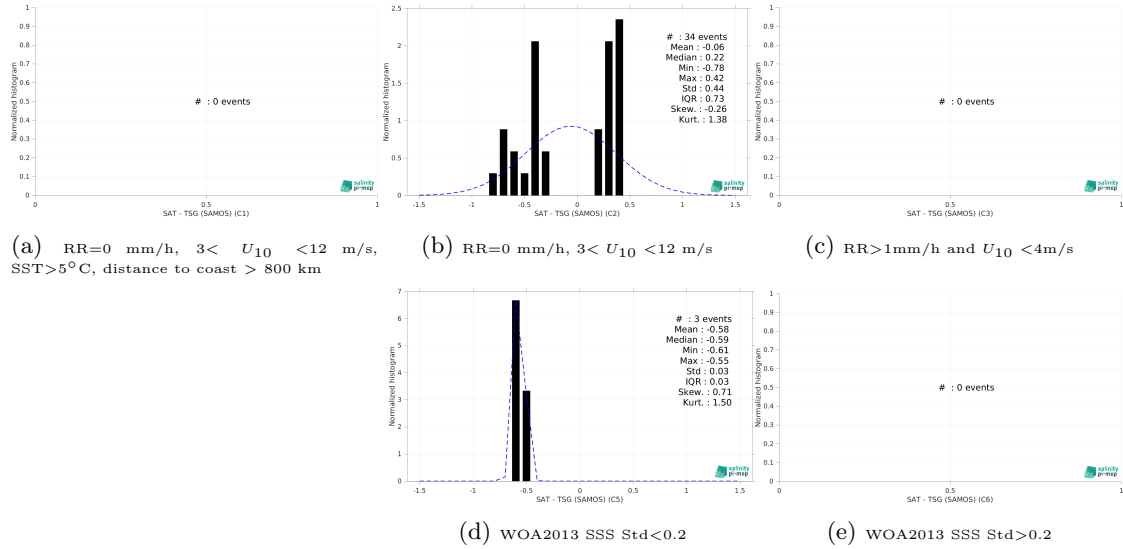 1
0.9
0.8
0.7
0.6
0.5
0.4
0.3
0.2
0.1
0
Normalized histogram
# : 0 events
salinity
pi-mep
0 0.5 1
SAT - TSG (SAMOS) (C1)
(a) RR=0 mm/h, 3< U10 <12 m/s,
SST>5°C, distance to coast > 800 km
2.5
2
1.5
1
0.5
0
Normalized histogram
# : 34 events
Mean : -0.06
Median : 0.22
Min : -0.78
Max : 0.42
Std : 0.44
IQR : 0.73
Skew. : -0.26
Kurt. : 1.38
salinity
pi-mep
-1.5 -1 -0.5 0 0.5 1 1.5
SAT - TSG (SAMOS) (C2)
(b) RR=0 mm/h, 3< U10 <12 m/s
1
0.9
0.8
0.7
0.6
0.5
0.4
0.3
0.2
0.1
0
Normalized histogram
# : 0 events
salinity
pi-mep
0 0.5 1
SAT - TSG (SAMOS) (C3)
(c) RR>1mm/h and U10 <4m/s
7
6
5
4
3
2
1
0
Normalized histogram
# : 3 events
Mean : -0.58
Median : -0.59
Min : -0.61
Max : -0.55
Std : 0.03
IQR : 0.03
Skew. : 0.71
Kurt. : 1.50
salinity
pi-mep
-1.5 -1 -0.5 0 0.5 1 1.5
SAT - TSG (SAMOS) (C5)
(d) WOA2013 SSS Std<0.2
1
0.9
0.8
0.7
0.6
0.5
0.4
0.3
0.2
0.1
0
Normalized histogram
# : 0 events
salinity
pi-mep
0 0.5 1
SAT - TSG (SAMOS) (C6)
(e) WOA2013 SSS Std>0.2